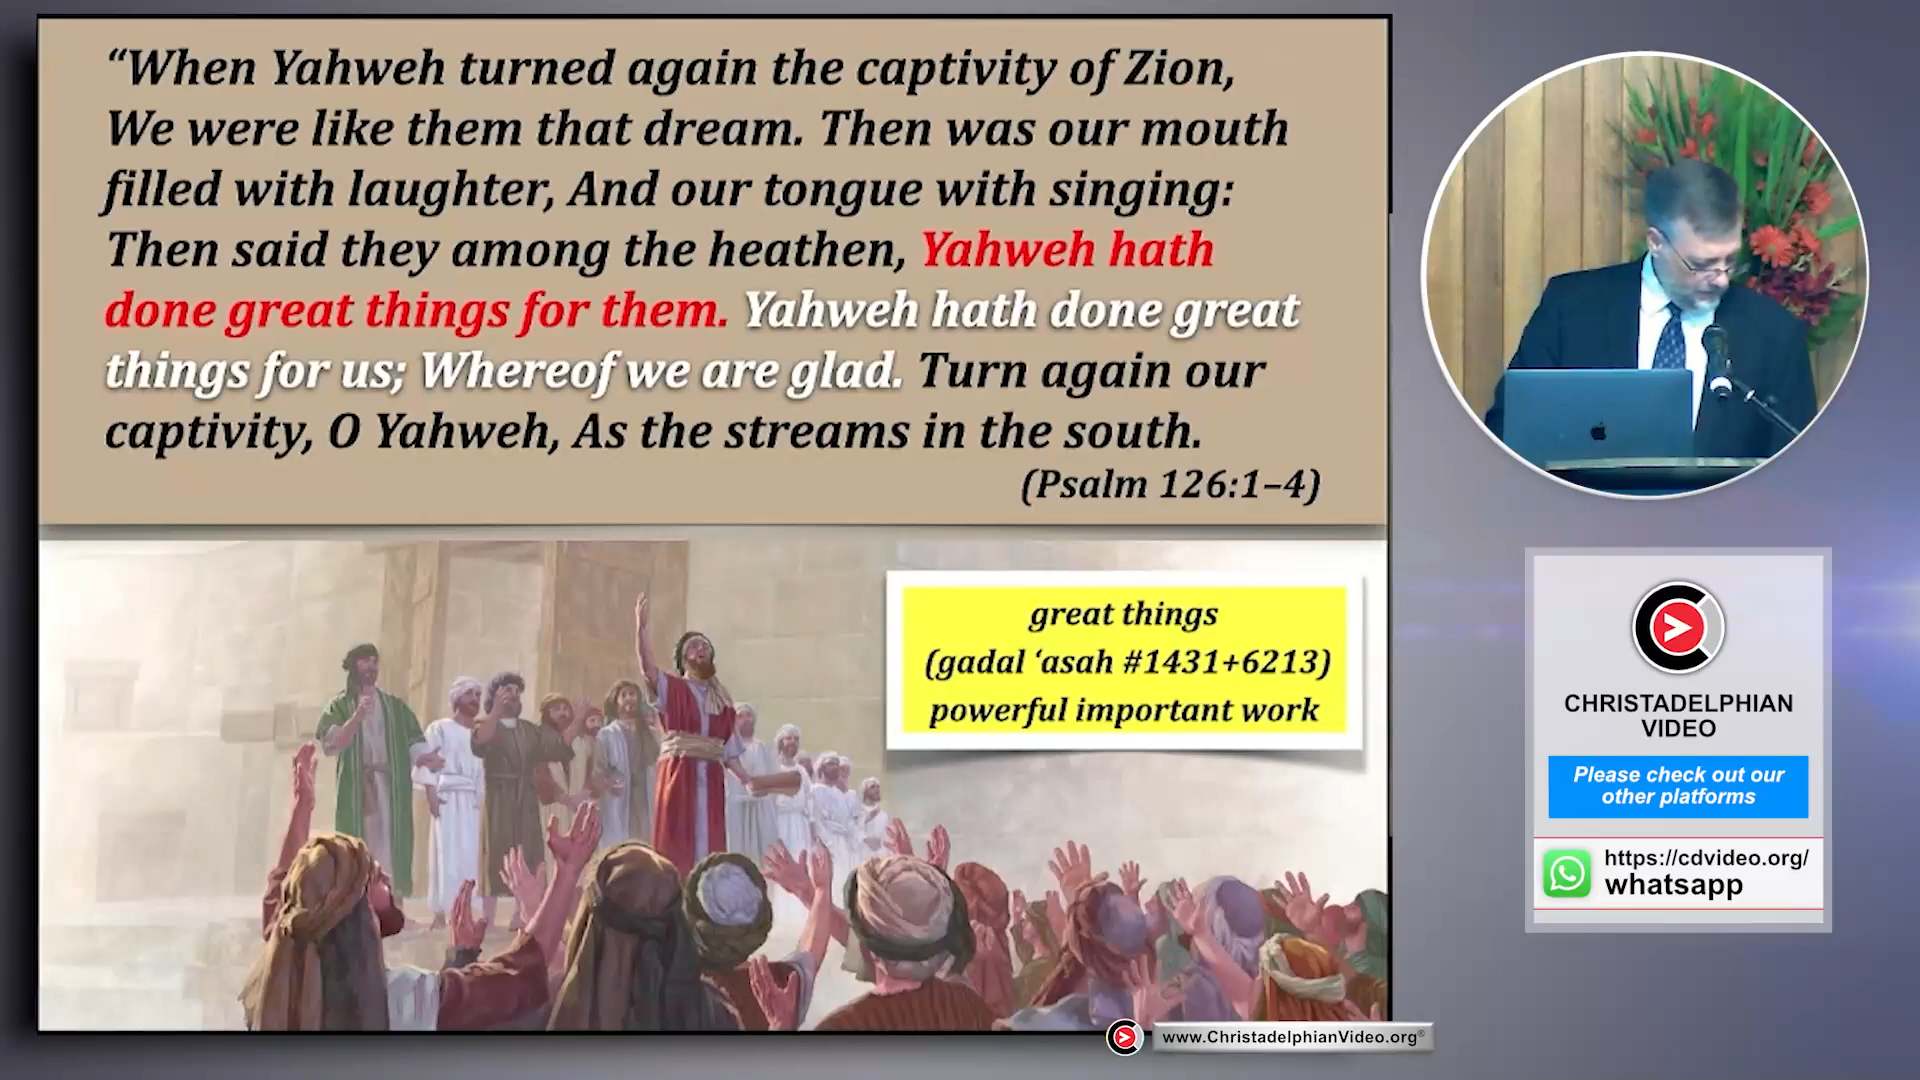 “When Yahweh turned again the captivity of Zion,
We were like them that dream. Then was our mouth
filled with laughter, And our tongue with singing:
Then said they among the heathen, Yahweh hath
done great things for them. Yahweh hath done great
things for us; Whereof we are glad. Turn again our
captivity, O Yahweh, As the streams in the south.
(Psalm 126:1–4)
great things
(gadal ‘asah #1431+6213)
powerful important work
CHRISTADELPHIAN
VIDEO
Please check out our
other platforms
https://cdvideo.org/
whatsapp
www.ChristadelphianVideo.org®